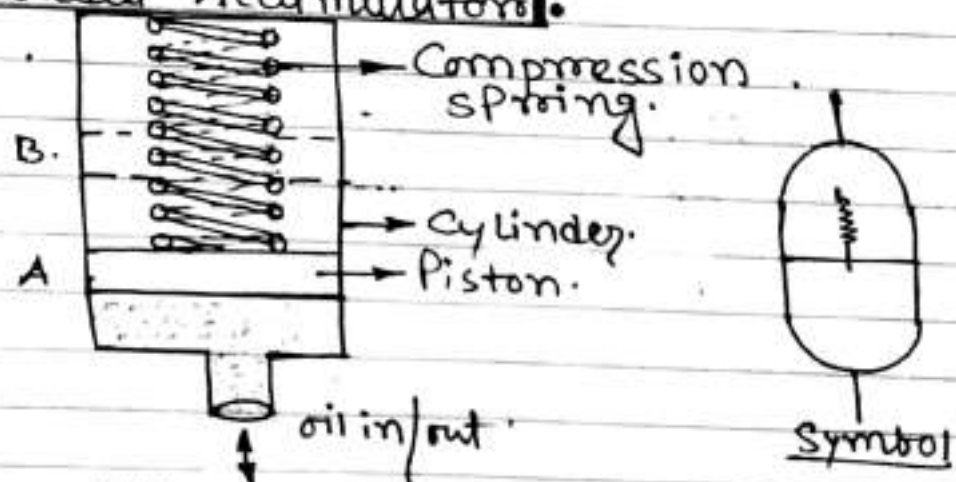 Compression
spring.
B.
Cylinder.
A
Piston.
oil in/out
Symbol